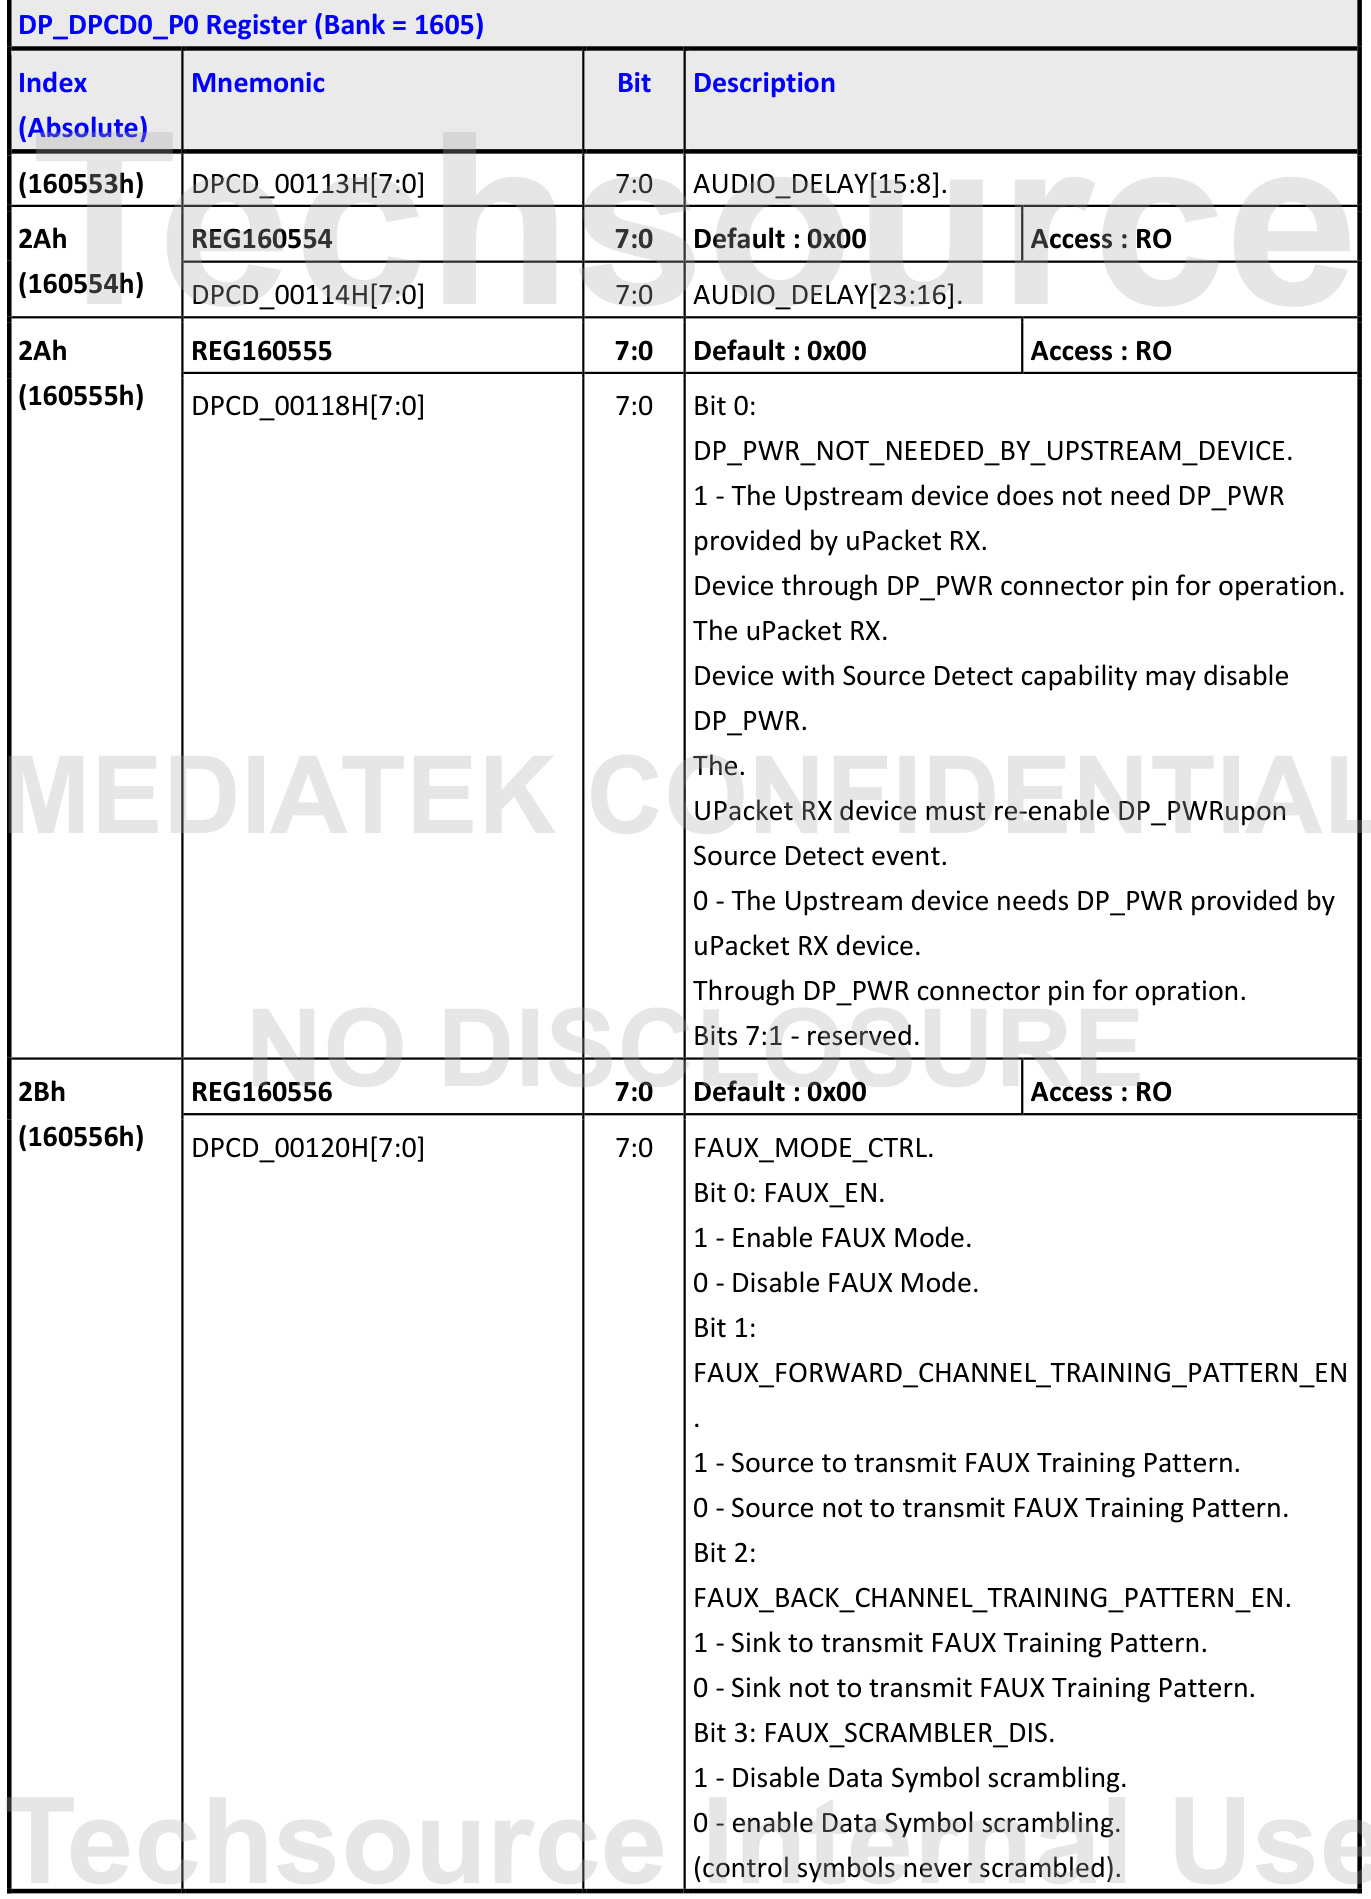 DP_DPCD0_P0 Register (Bank = 1605)
Index Mnemonic Bit Description
(Absolute)
(160553h) DPCD_00113H[7:0] 7:0 AUDIO_DELAY[15:8].
2Ah REG160554 7:0 Default : 0x00 Access : RO
(160554h) DPCD_00114H[7:0] 7:0 AUDIO_DELAY[23:16].
Techsource
2Ah REG160555 7:0 Default : 0x00 Access : RO
(160555h) DPCD_00118H[7:0] 7:0 Bit 0:
DP_PWR_NOT_NEEDED_BY_UPSTREAM_DEVICE.
1 - The Upstream device does not need DP_PWR
provided by uPacket RX.
Device through DP_PWR connector pin for operation.
The uPacket RX.
Device with Source Detect capability may disable
DP_PWR.
The.
MEDIATEK CONFIDENTIAL
UPacket RX device must re-enable DP_PWRupon
Source Detect event.
0 - The Upstream device needs DP_PWR provided by
uPacket RX device.
Through DP_PWR connector pin for opration.
Bits 7:1 - reserved.
NO DISCLOSURE
2Bh REG160556 7:0 Default : 0x00 Access : RO
(160556h) DPCD_00120H[7:0] 7:0 FAUX_MODE_CTRL.
Bit 0: FAUX_EN.
1 - Enable FAUX Mode.
0 - Disable FAUX Mode.
Bit 1:
FAUX_FORWARD_CHANNEL_TRAINING_PATTERN_EN
.
1 - Source to transmit FAUX Training Pattern.
0 - Source not to transmit FAUX Training Pattern.
Bit 2:
FAUX_BACK_CHANNEL_TRAINING_PATTERN_EN.
1 - Sink to transmit FAUX Training Pattern.
0 - Sink not to transmit FAUX Training Pattern.
Bit 3: FAUX_SCRAMBLER_DIS.
1 - Disable Data Symbol scrambling.
0 - enable Data Symbol scrambling.
(control symbols never scrambled).
Techsource Internal Use